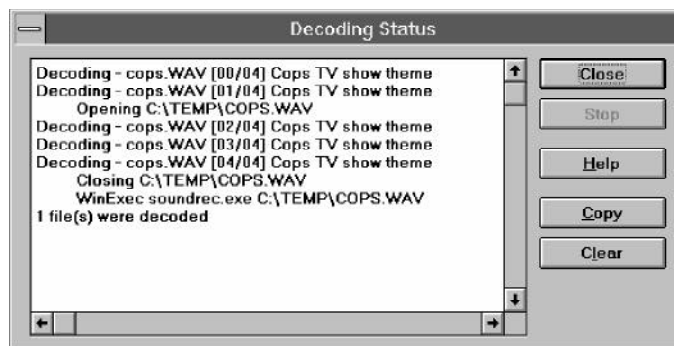 Decoding Status
Decoding - cops.WAV [00/04] Cops TV show theme
Decoding - cops.WAV [01/04] Cops TV show theme
Opening C:\TEMP\COPS.WAV
Decoding - cops.WAV [02/04] Cops TV show theme
Decoding - cops.WAV [03/04] Cops TV show theme
Decoding - cops.WAV [04/04] Cops TV show theme
Closing C:\TEMP\COPS.WAV
WinExec soundrec.exe C:\TEMP\COPS.WAV
1 file(s) were decoded
Close
Stop
Help
Copy
Clear